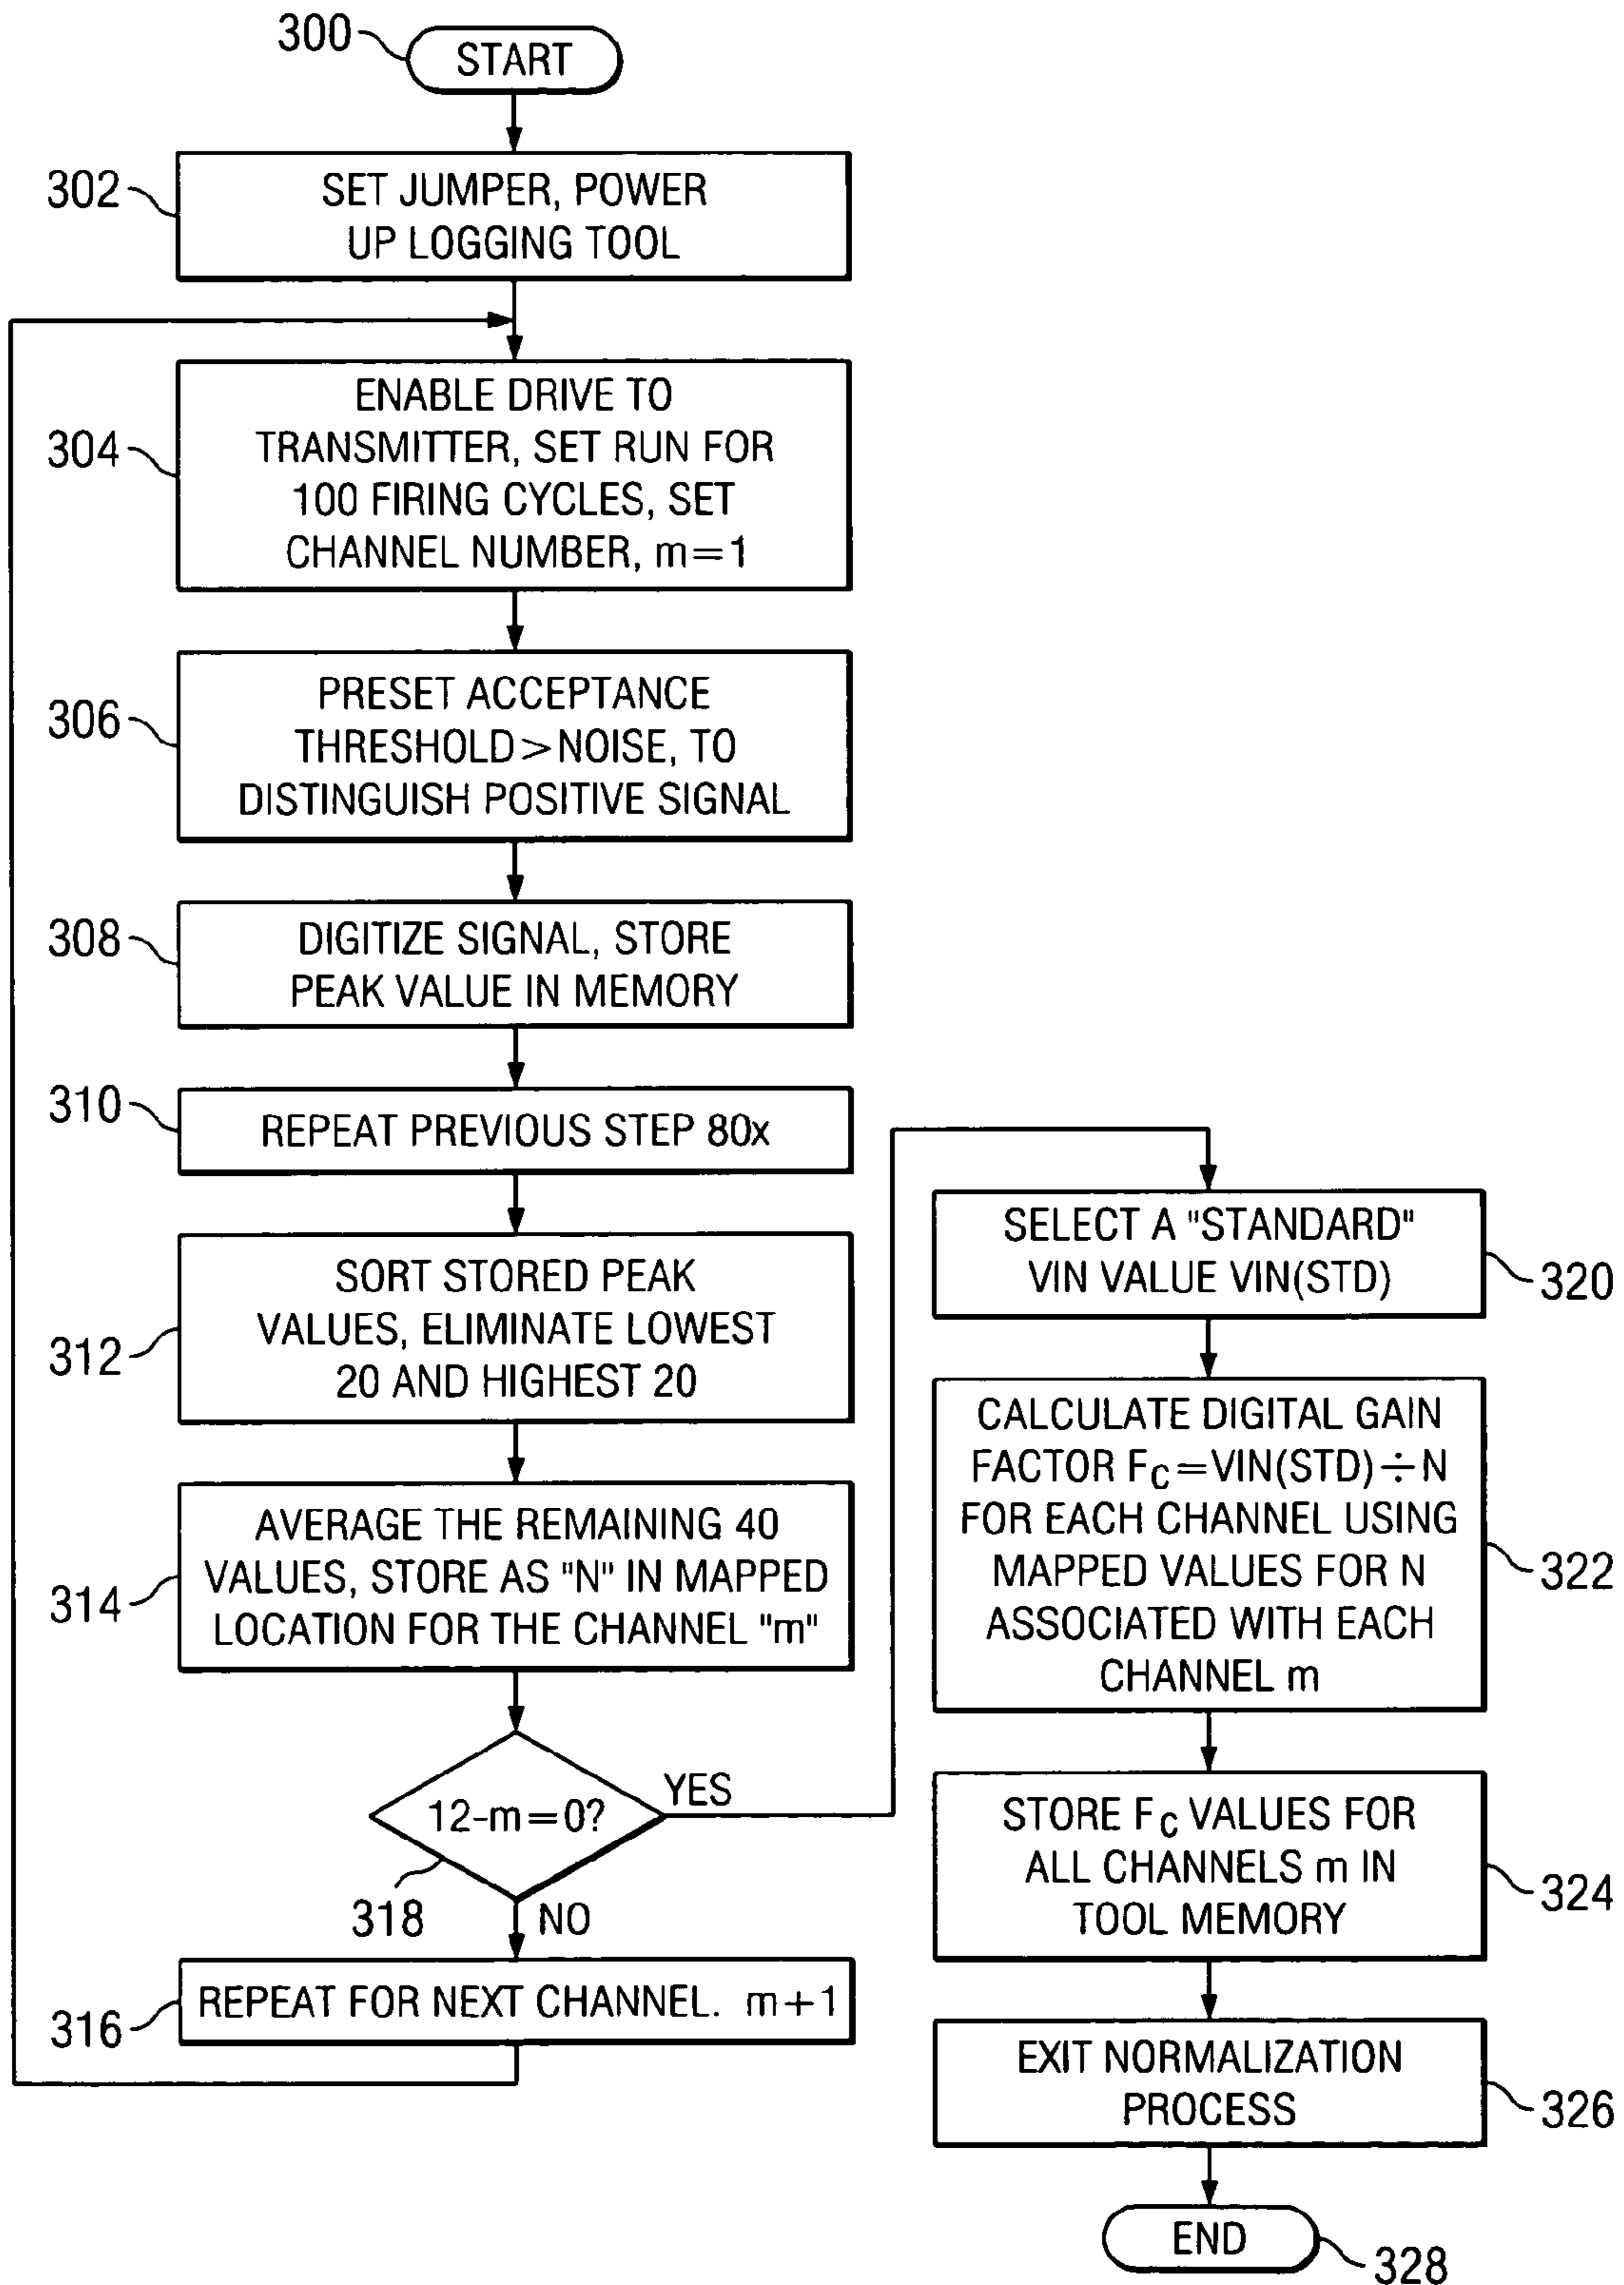 300
START
302
SET JUMPER, POWER
UP LOGGING TOOL
304
ENABLE DRIVE TO
TRANSMITTER, SET RUN FOR
100 FIRING CYCLES, SET
CHANNEL NUMBER, m=1
306
PRESET ACCEPTANCE
THRESHOLD>NOISE, TO
DISTINGUISH POSITIVE SIGNAL
308
DIGITIZE SIGNAL, STORE
PEAK VALUE IN MEMORY
310
REPEAT PREVIOUS STEP 80x
312
SORT STORED PEAK
VALUES, ELIMINATE LOWEST
20 AND HIGHEST 20
314
AVERAGE THE REMAINING 40
VALUES, STORE AS "N" IN MAPPED
LOCATION FOR THE CHANNEL "m"
12-m=0?
YES
318
NO
316
REPEAT FOR NEXT CHANNEL. m+1
SELECT A "STANDARD"
VIN VALUE VIN(STD)
320
CALCULATE DIGITAL GAIN
FACTOR FC=VIN(STD)÷N
FOR EACH CHANNEL USING
MAPPED VALUES FOR N
ASSOCIATED WITH EACH
CHANNEL m
322
STORE FC VALUES FOR
ALL CHANNELS m IN
TOOL MEMORY
324
EXIT NORMALIZATION
PROCESS
326
END
328